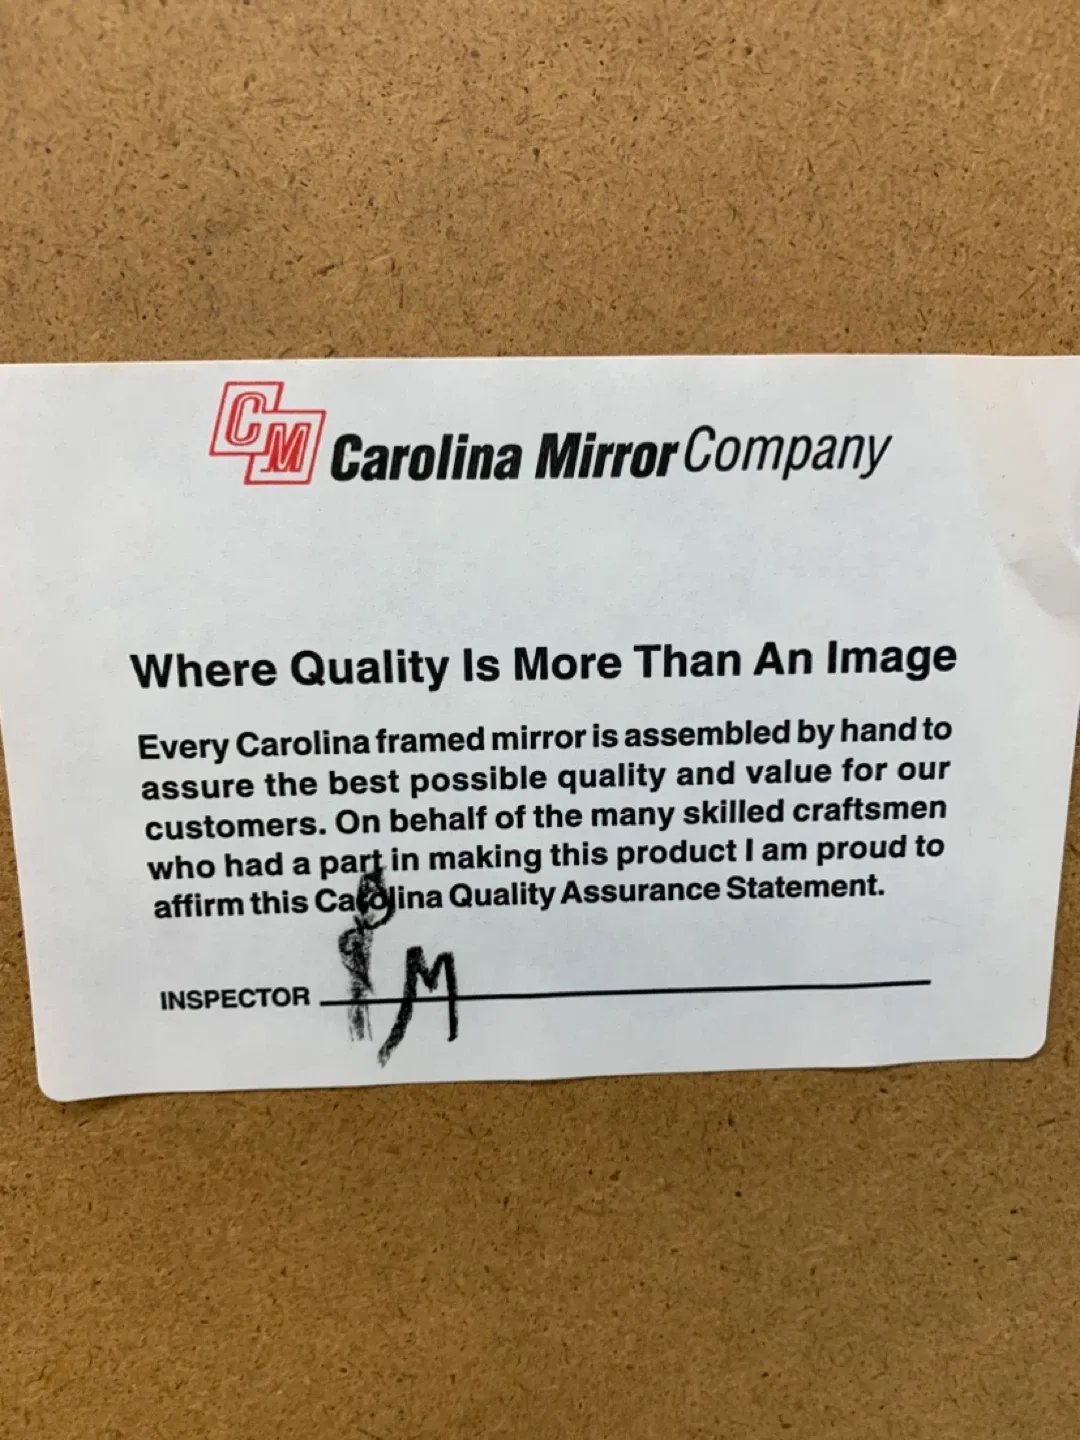 CM Carolina Mirror Company
Where Quality Is More Than An Image
Every Carolina framed mirror is assembled by hand to
assure the best possible quality and value for our
customers. On behalf of the many skilled craftsmen
who had a part in making this product I am proud to
affirm this Carolina Quality Assurance Statement.
INSPECTOR M